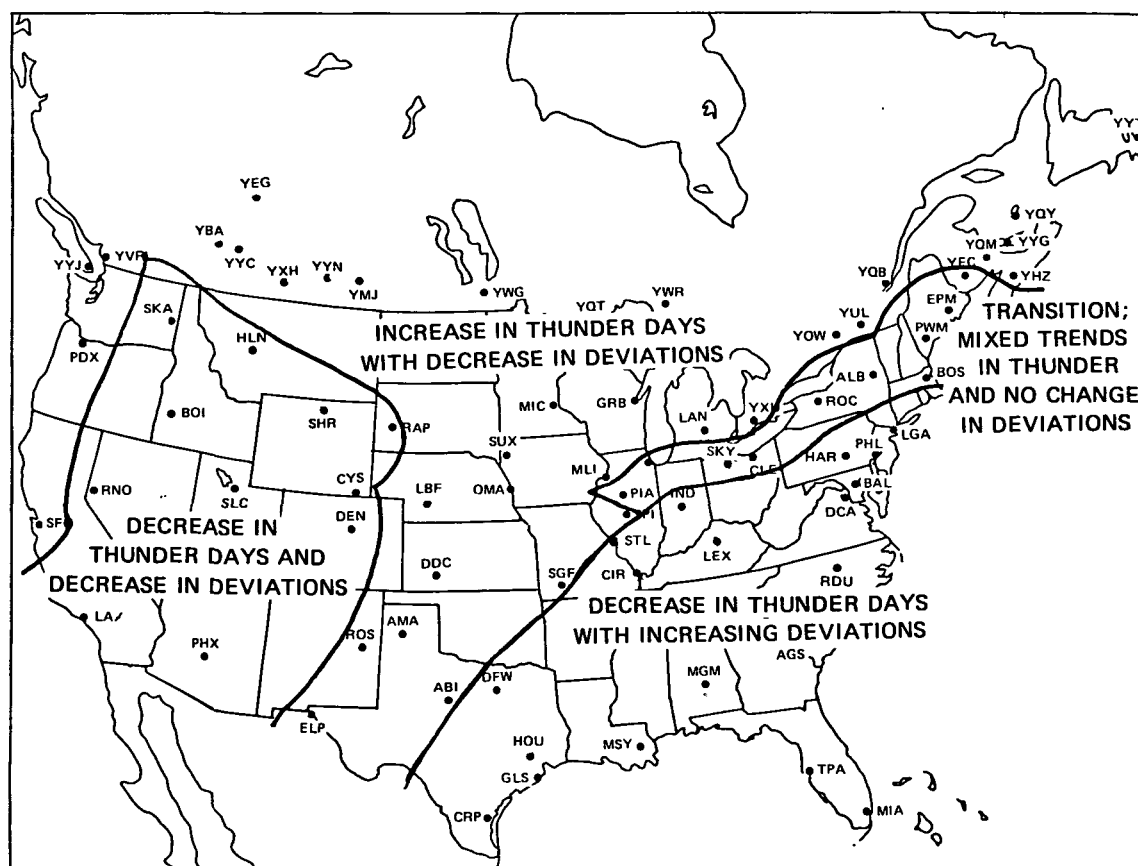 YYT
YEG
YQY
YBA
YYC
YYG
YQM
YVR
YYJ
YXH
YYN
YMJ
YFC
YHZ
YQB
YWG
YWR
YQT
EPM
SKA
YUL
YOW
TRANSITION;
MIXED TRENDS
IN THUNDER
AND NO CHANGE
IN DEVIATIONS
INCREASE IN THUNDER DAYS
WITH DECREASE IN DEVIATIONS
HLN
PDX
PWM
BOS
ALB
ROC
BOI
SHR
RAP
MIC
GRB
LAN
LGA
SUX
SKY
CLE
HAR
PHL
MLI
RNO
SLC
CYS
LBF
OMA
PIA
IND
BAL
DCA
SF
DEN
STL
LEX
DECREASE IN
THUNDER DAYS AND
DECREASE IN DEVIATIONS
DDC
SGF
CIR
RDU
DECREASE IN THUNDER DAYS
WITH INCREASING DEVIATIONS
LA
PHX
ROS
AMA
AGS
ABI
DFW
MGM
ELP
HOU
MSY
GLS
TPA
CRP
MIA